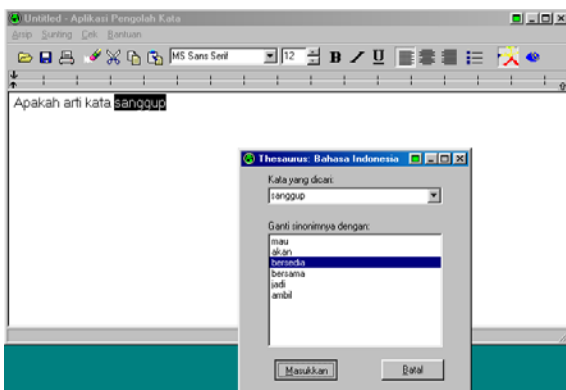 Untitled - Aplikasi Pengolah Kata
Arsip Sunting Cek Bantuan
MS Sans Serif 12 B / U
Apakah arti kata sanggup
Thesaurus: Bahasa Indonesia
Kata yang dicari:
sanggup
Ganti sinonimnya dengan:
mau
akan
bersedia
bersama
jadi
ambil
Masukkan Batal